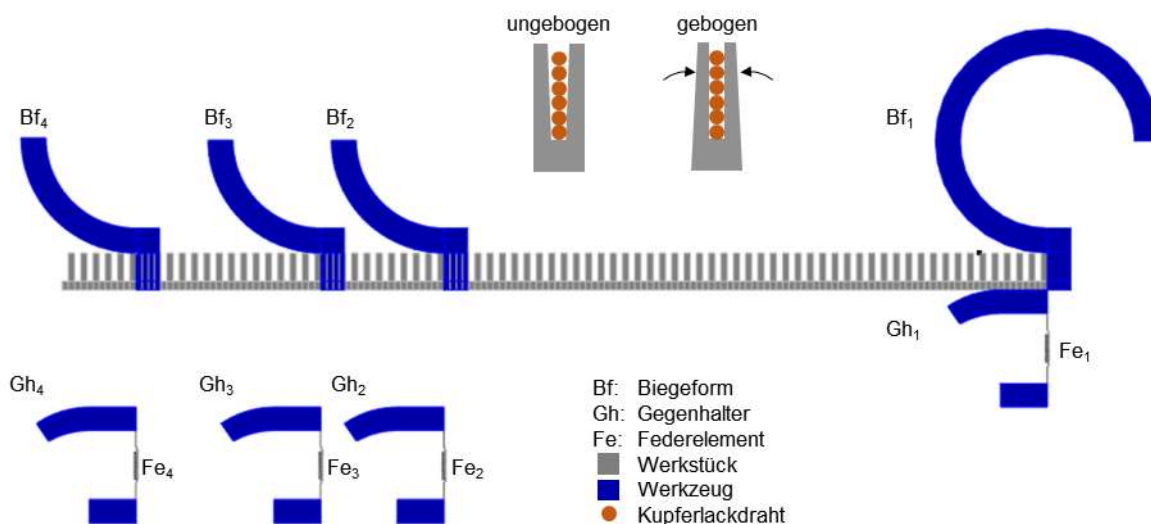 ungebogen
gebogen
Bf₄
Bf₃
Bf₂
Bf₁
Gh₁
Fe₁
Gh₄
Gh₃
Gh₂
Fe₄
Fe₃
Fe₂
Bf: Biegeform
Gh: Gegenhalter
Fe: Federelement
Werkstück
Werkzeug
Kupferlackdraht